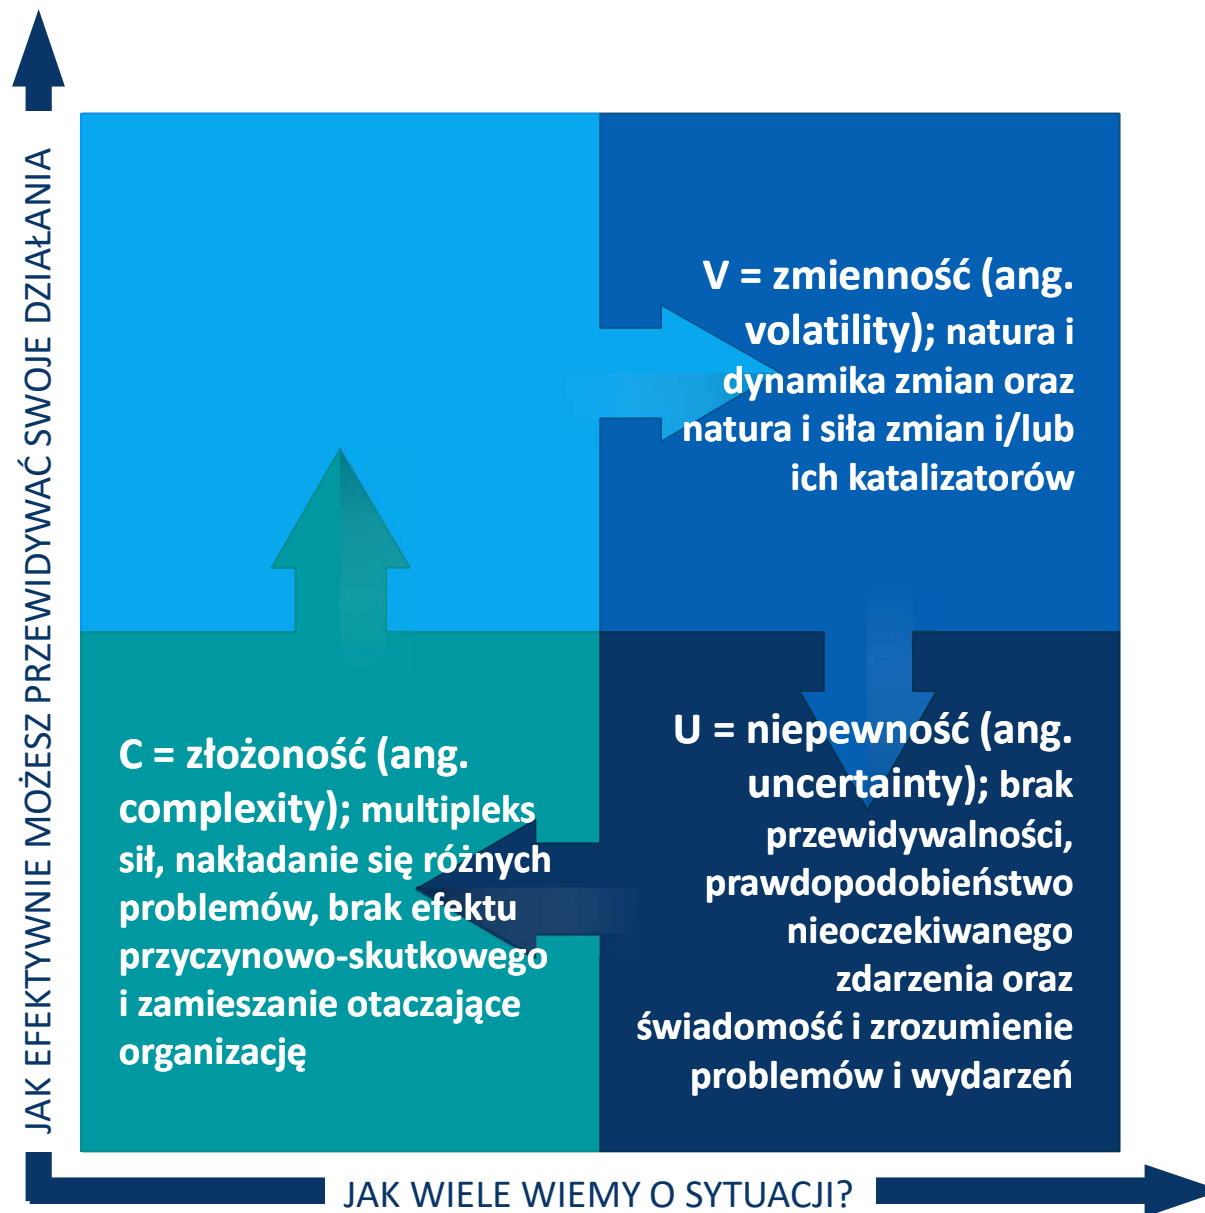 JAK EFEKTYWNIE MOŻESZ PRZEWIDYWAĆ SWOJE DZIAŁANIA
V = zmienność (ang.
volatility); natura i
dynamika zmian oraz
natura i siła zmian i/lub
ich katalizatorów
C = złożoność (ang.
complexity); multipleks
sił, nakładanie się różnych
problemów, brak efektu
przyczynowo-skutkowego
i zamieszanie otaczające
organizację
U = niepewność (ang.
uncertainty); brak
przewidywalności,
prawdopodobieństwo
nieoczekiwanego
zdarzenia oraz
świadomość i zrozumienie
problemów i wydarzeń
JAK WIELE WIEMY O SYTUACJI?